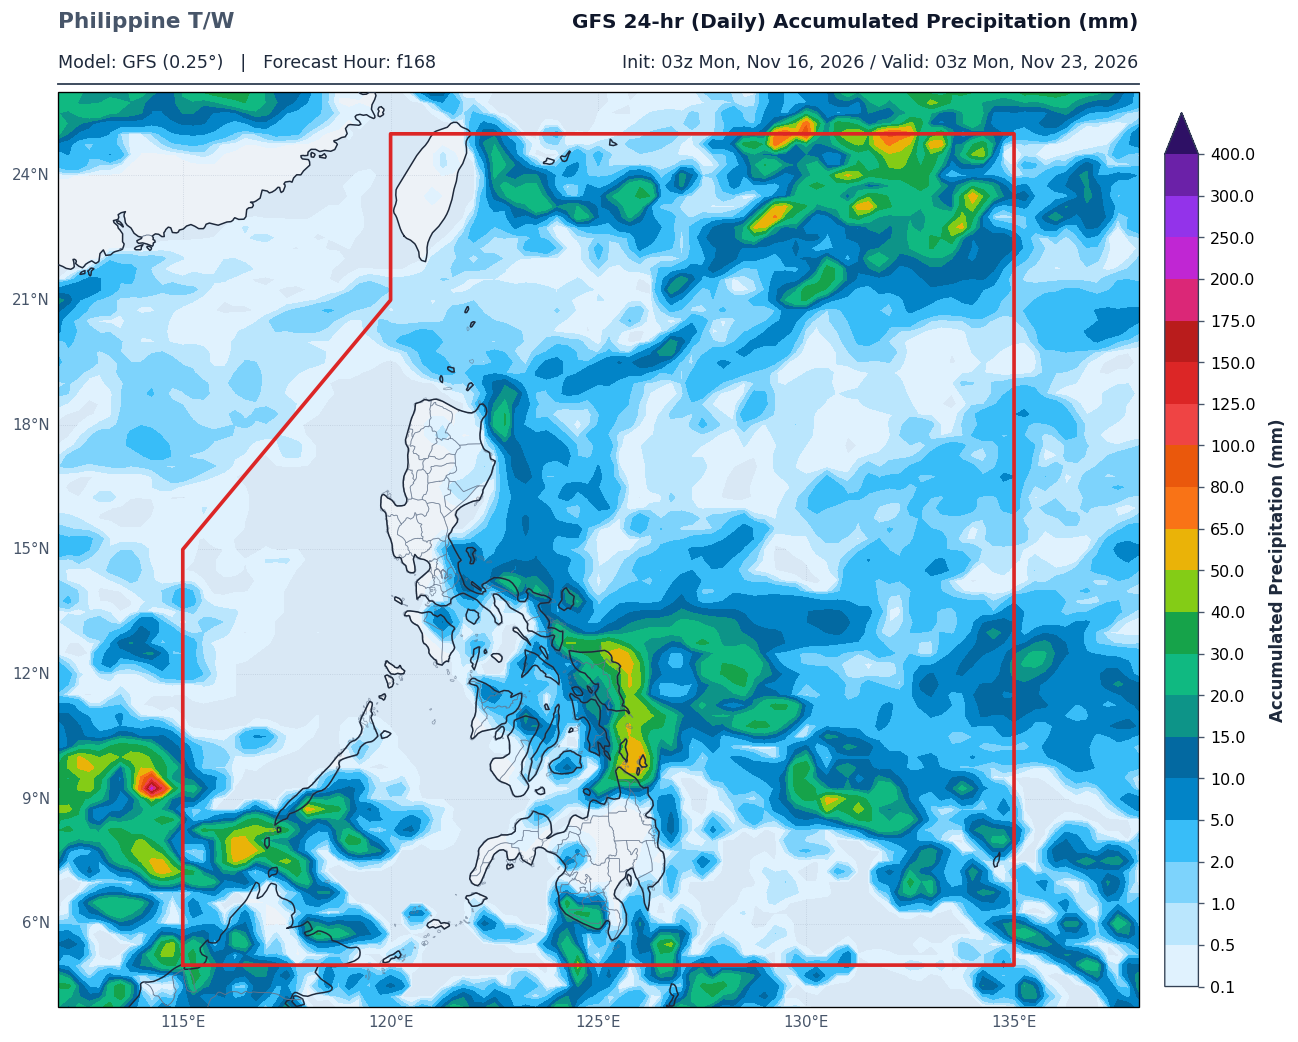 Philippine T/W
GFS 24-hr (Daily) Accumulated Precipitation (mm)
Model: GFS (0.25°)   |   Forecast Hour: f168
Init: 03z Mon, Nov 16, 2026 / Valid: 03z Mon, Nov 23, 2026
24°N
21°N
18°N
15°N
12°N
9°N
6°N
115°E
120°E
125°E
130°E
135°E
400.0
300.0
250.0
200.0
175.0
150.0
125.0
100.0
80.0
65.0
50.0
40.0
30.0
20.0
15.0
10.0
5.0
2.0
1.0
0.5
0.1
Accumulated Precipitation (mm)